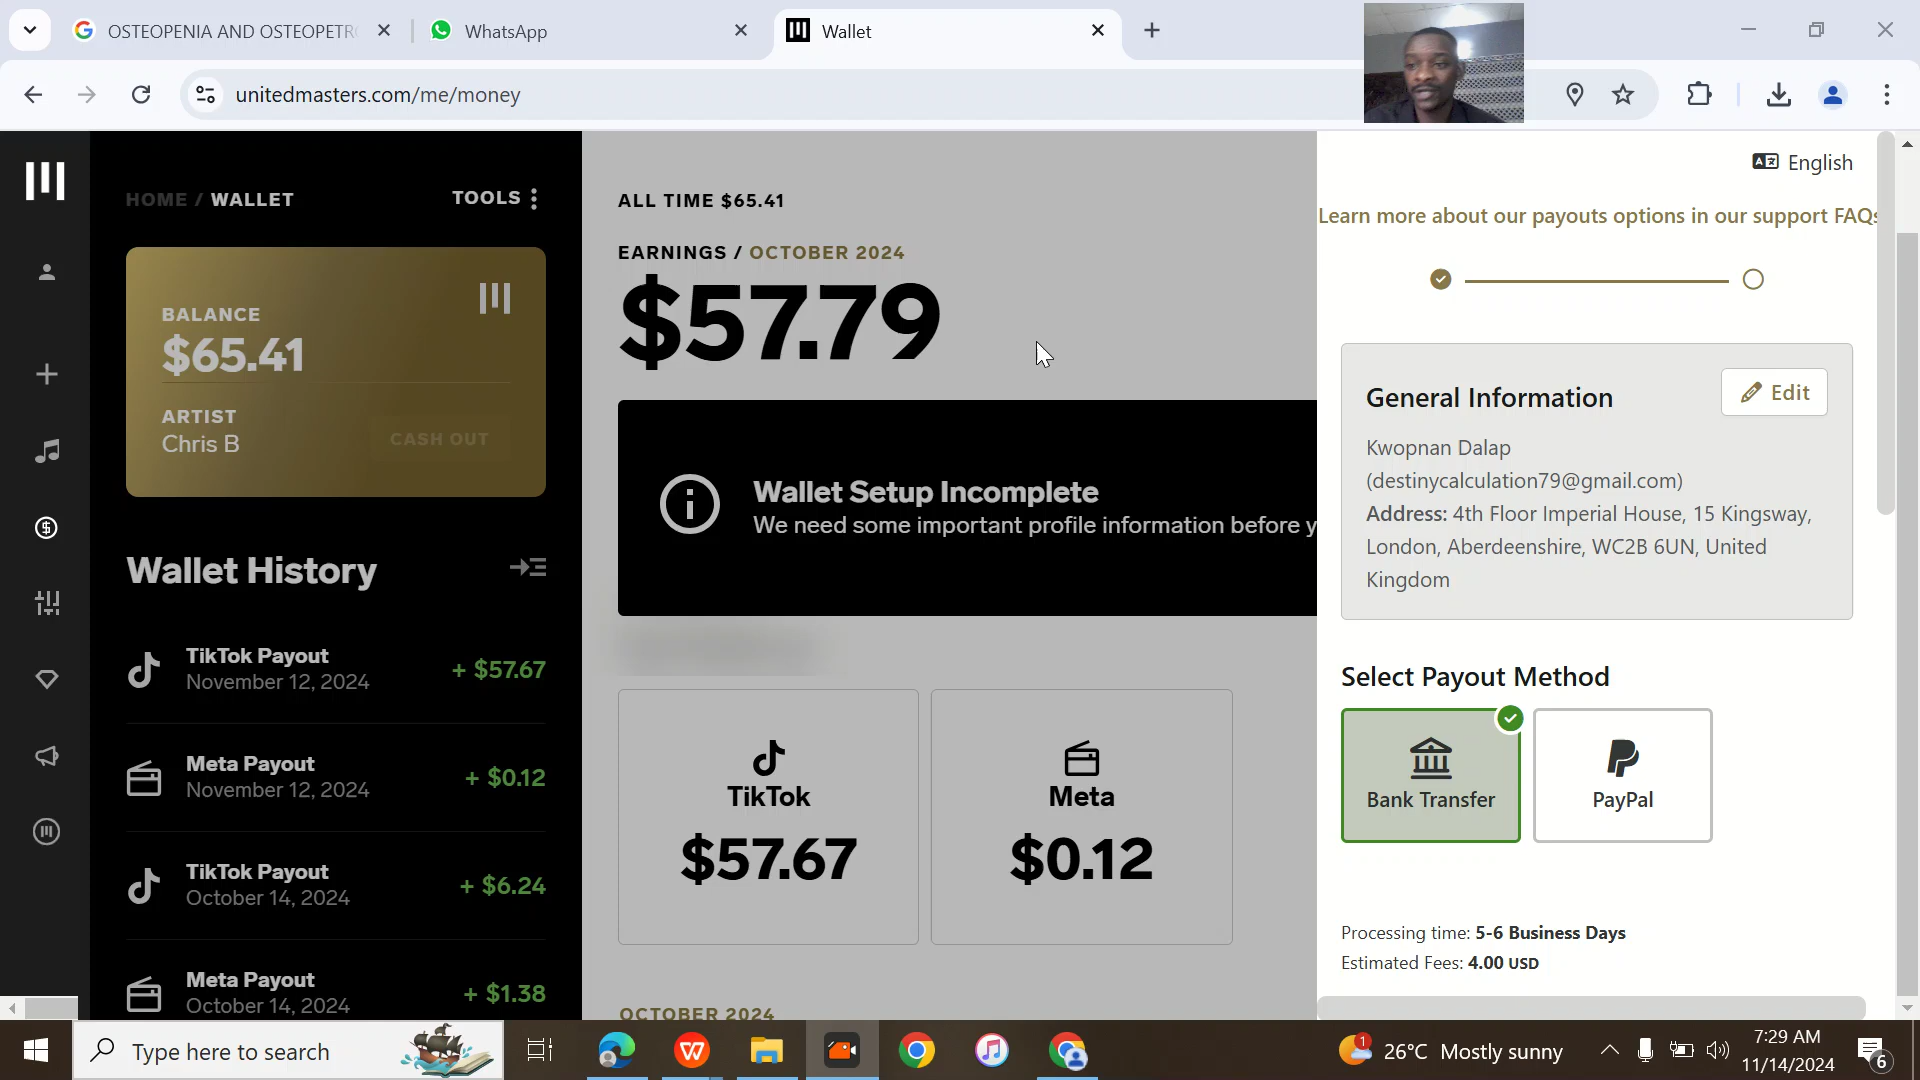 OSTEOPENIA AND OSTEOPETR
WhatsApp
Wallet
unitedmasters.com/me/money
HOME / WALLET
TOOLS
BALANCE
$65.41
ARTIST
Chris B
CASH OUT
Wallet History
TikTok Payout
November 12, 2024
+ $57.67
Meta Payout
November 12, 2024
+ $0.12
TikTok Payout
October 14, 2024
+ $6.24
Meta Payout
October 14, 2024
+ $1.38
ALL TIME $65.41
EARNINGS / OCTOBER 2024
$57.79
Wallet Setup Incomplete
We need some important profile information before y
TikTok
$57.67
Meta
$0.12
OCTOBER 2024
English
Learn more about our payouts options in our support FAQs
General Information
Edit
Kwopnan Dalap
(destinycalculation79@gmail.com)
Address: 4th Floor Imperial House, 15 Kingsway,
London, Aberdeenshire, WC2B 6UN, United
Kingdom
Select Payout Method
Bank Transfer
PayPal
Processing time: 5-6 Business Days
Estimated Fees: 4.00 USD
Type here to search
1
26°C Mostly sunny
7:29 AM
11/14/2024
6